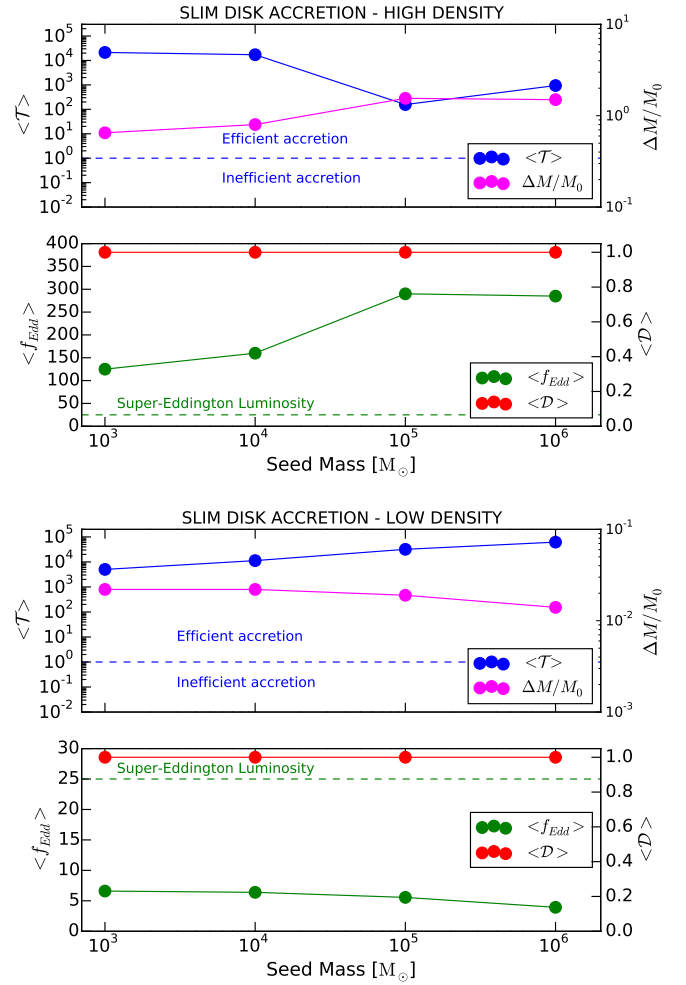 SLIM DISK ACCRETION - HIGH DENSITY
10^5
10^4
10^3
10^2
10^1
10^0
10^-1
10^-2
<𝒯>
Efficient accretion
Inefficient accretion
<𝒯>
ΔM/M_0
10^1
10^0
10^-1
ΔM/M_0
400
350
300
250
200
150
100
50
0
<f_Edd>
Super-Eddington Luminosity
<f_Edd>
<𝒟>
1.0
0.8
0.6
0.4
0.2
0.0
<𝒟>
10^3 10^4 10^5 10^6
Seed Mass [M_⊙]
SLIM DISK ACCRETION - LOW DENSITY
10^5
10^4
10^3
10^2
10^1
10^0
10^-1
10^-2
<𝒯>
Efficient accretion
Inefficient accretion
<𝒯>
ΔM/M_0
10^-1
10^-2
10^-3
ΔM/M_0
30
25
20
15
10
5
0
<f_Edd>
Super-Eddington Luminosity
<f_Edd>
<𝒟>
1.0
0.8
0.6
0.4
0.2
0.0
<𝒟>
10^3 10^4 10^5 10^6
Seed Mass [M_⊙]